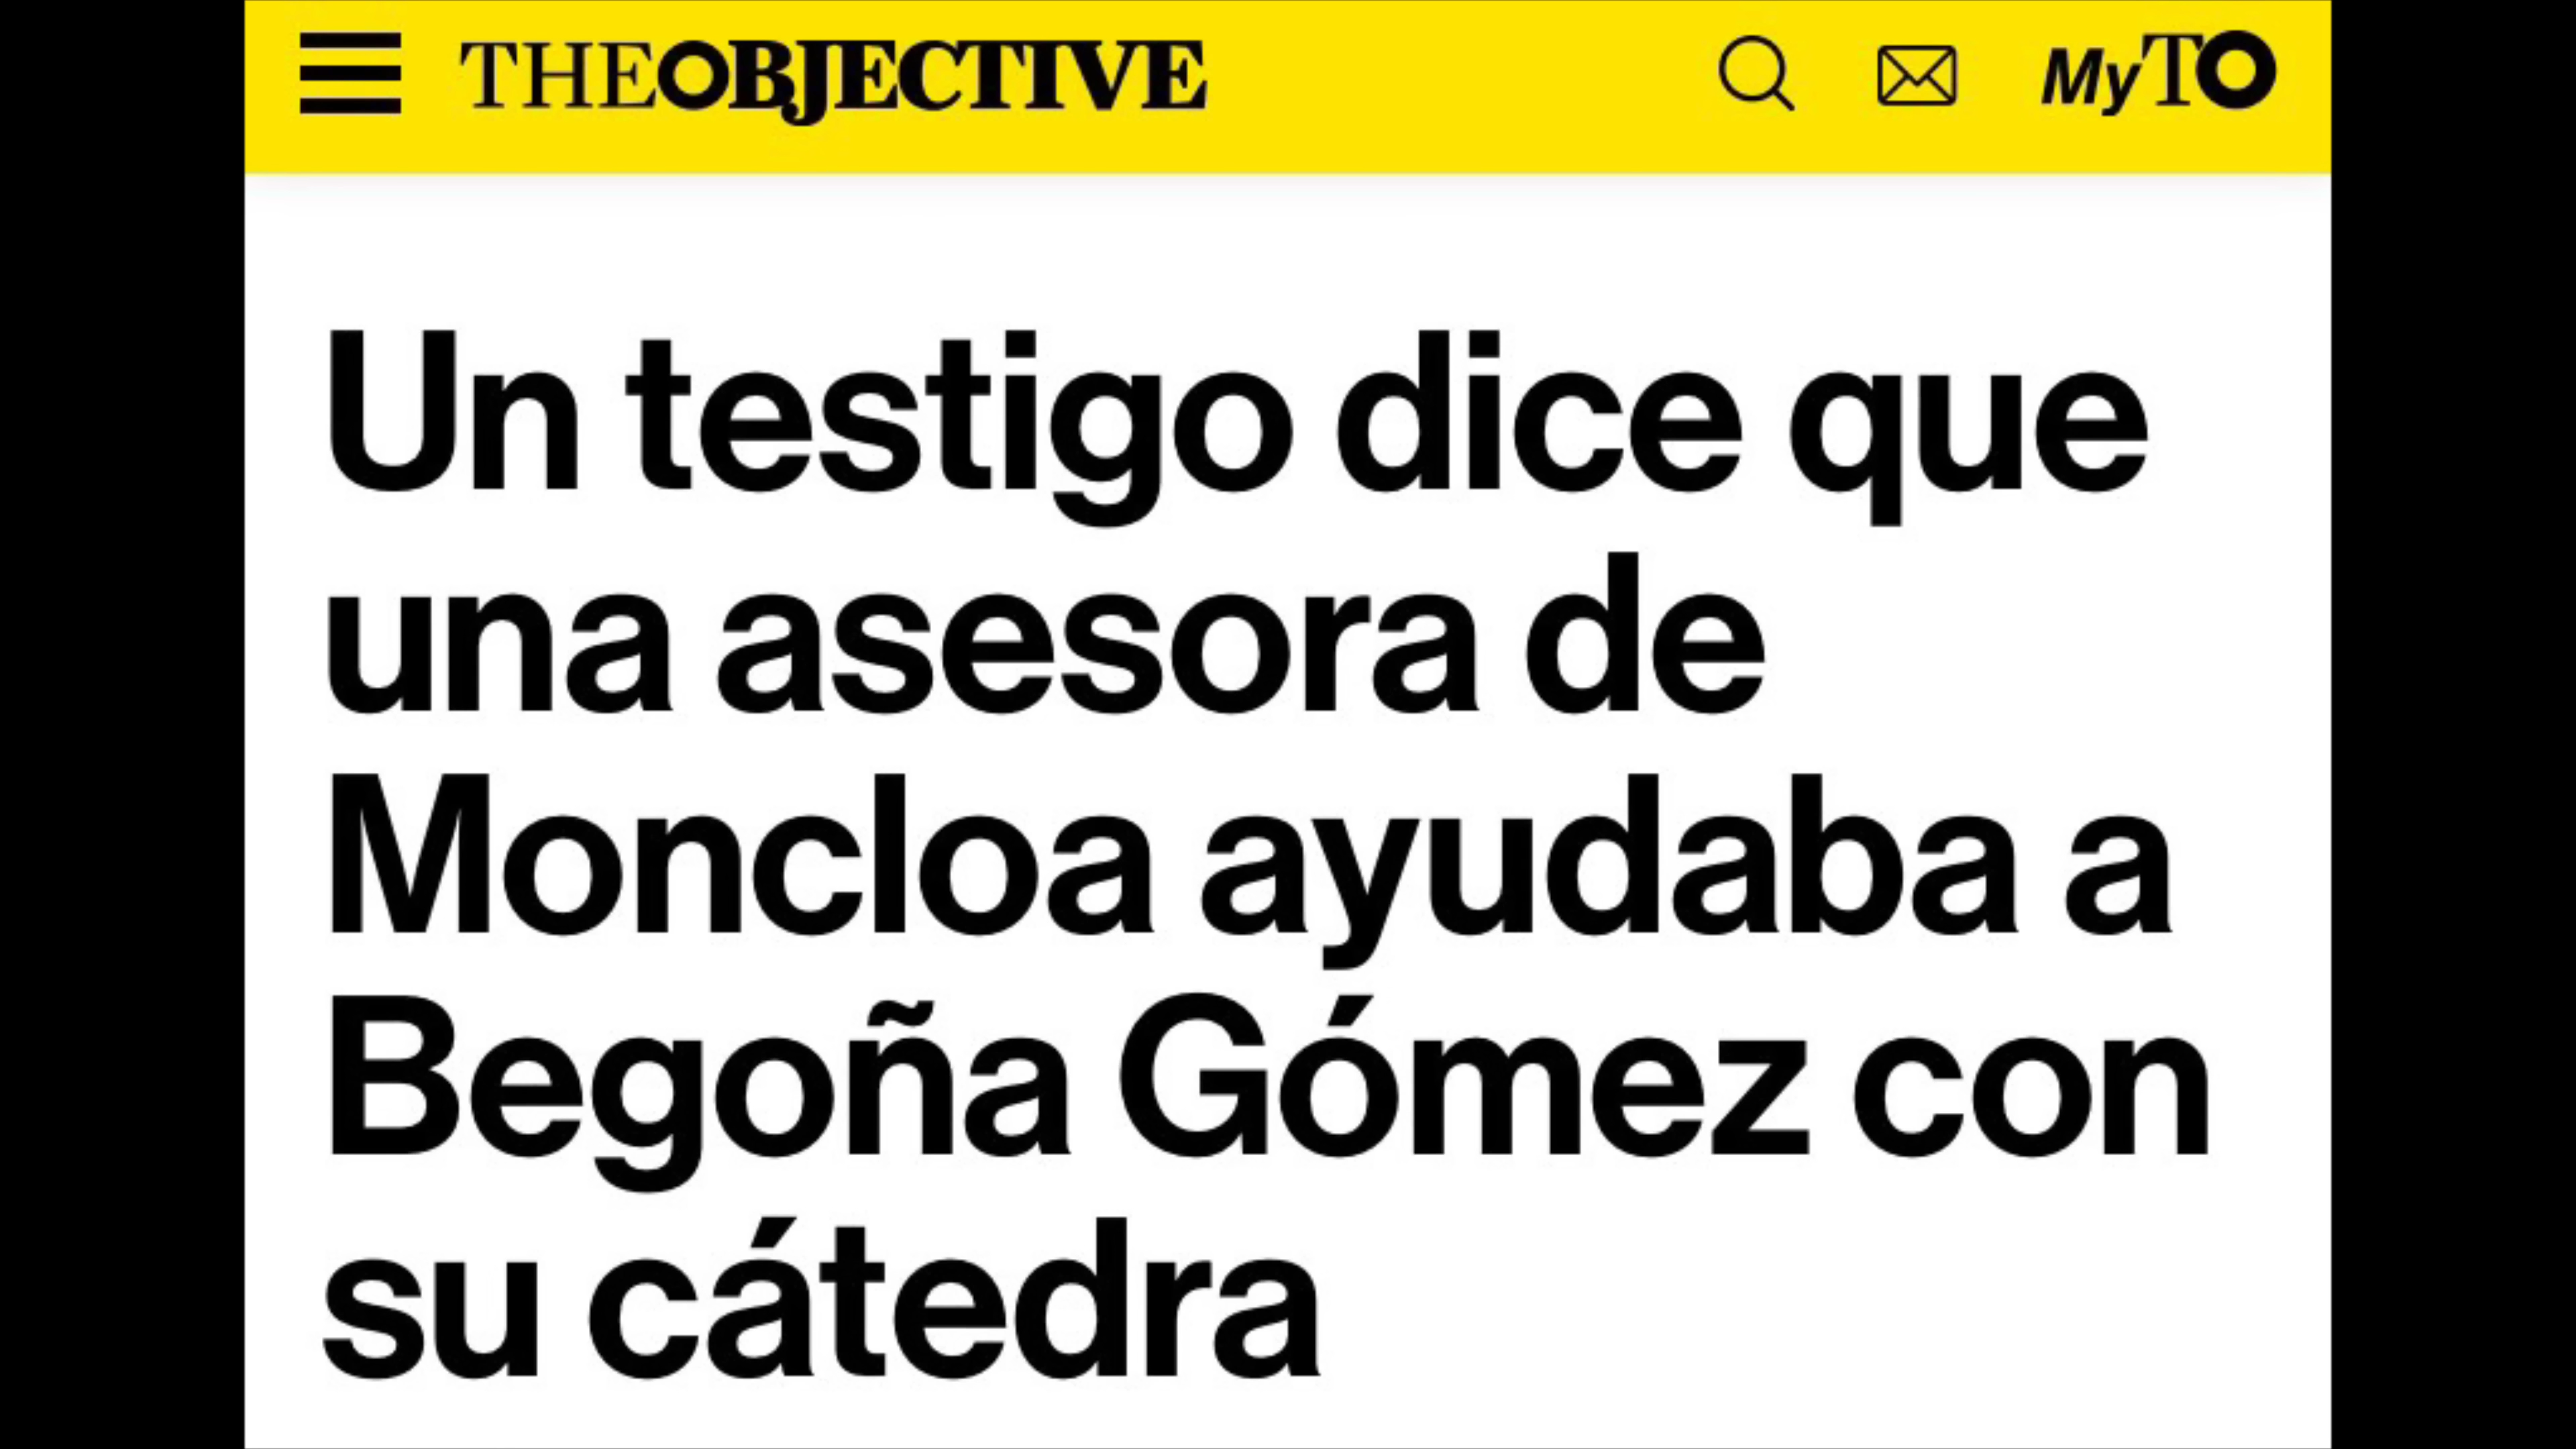 THEOBJECTIVE
MyTO
Un testigo dice que
una asesora de
Moncloa ayudaba a
Begoña Gómez con
su cátedra